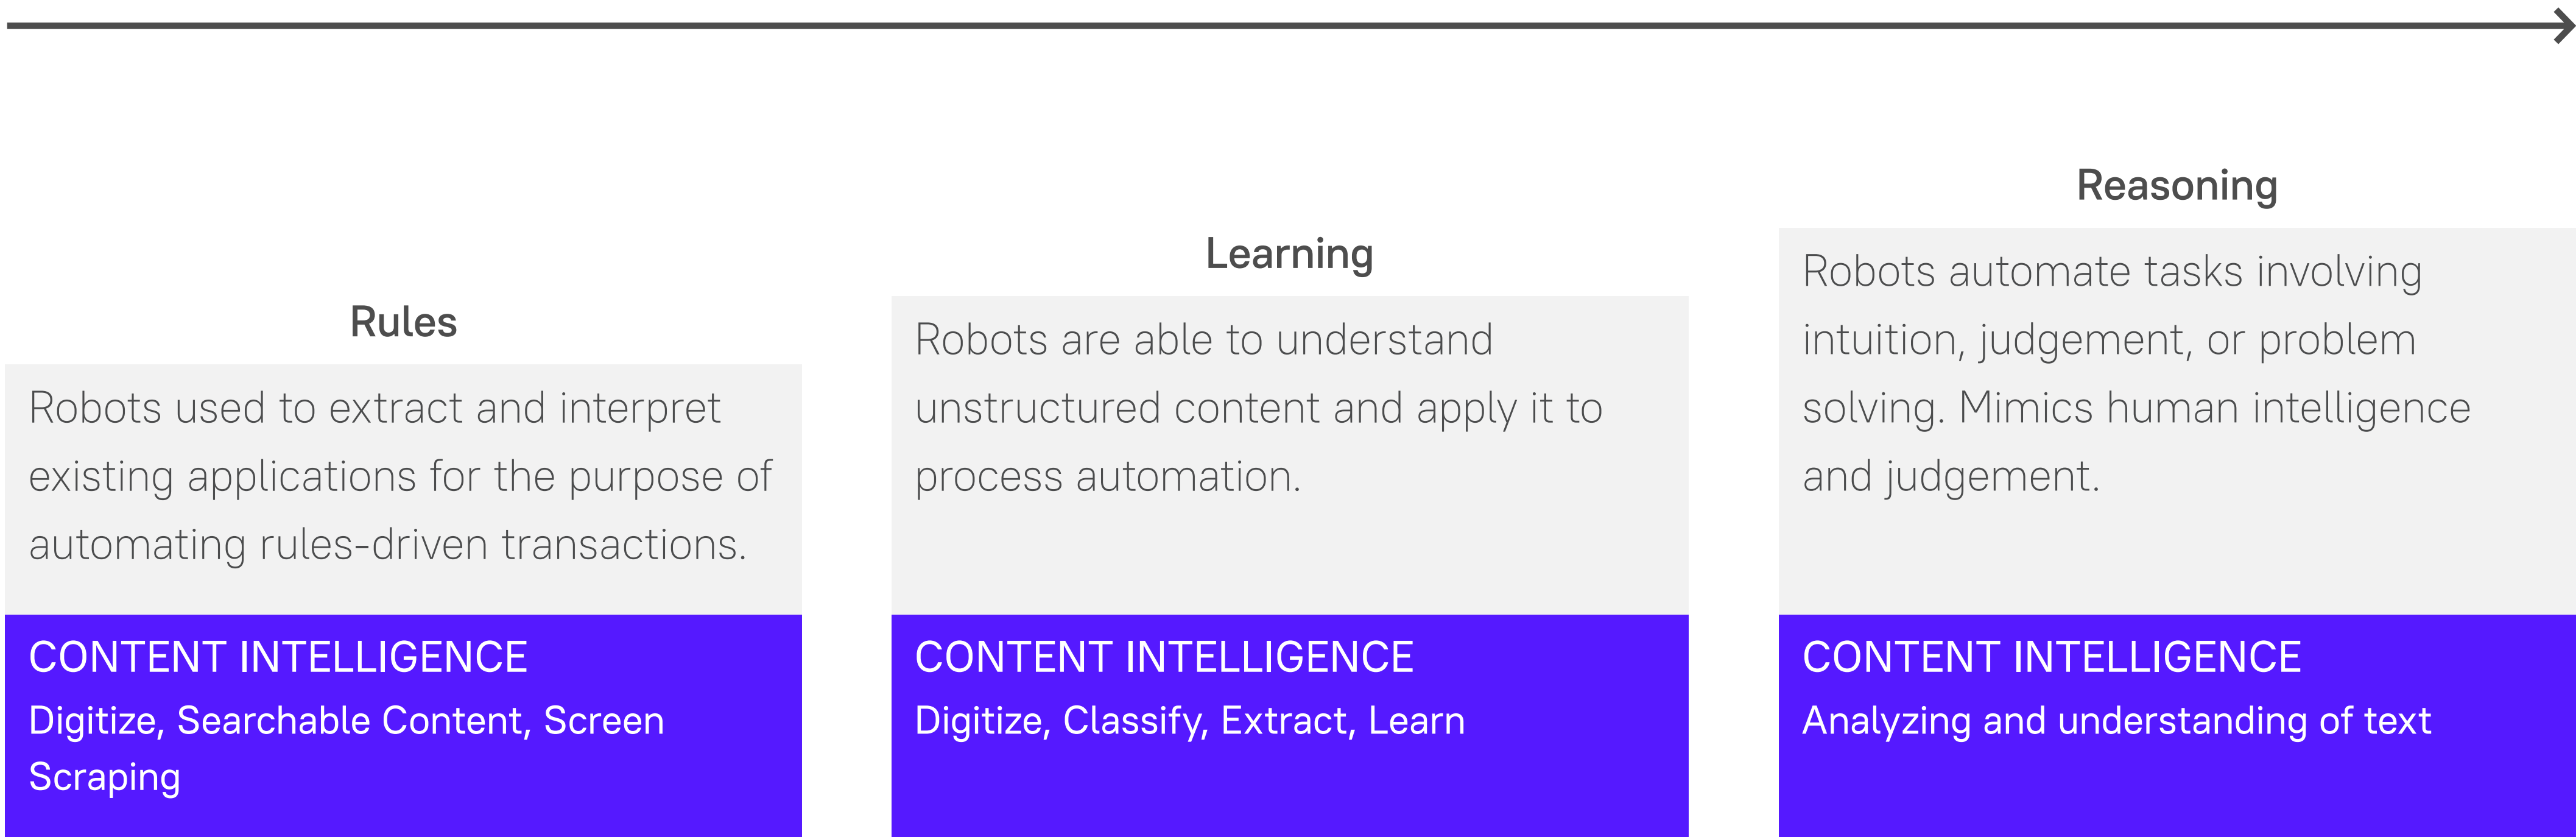 Rules
Robots used to extract and interpret
existing applications for the purpose of
automating rules-driven transactions.
CONTENT INTELLIGENCE
Digitize, Searchable Content, Screen
Scraping
Learning
Robots are able to understand
unstructured content and apply it to
process automation.
CONTENT INTELLIGENCE
Digitize, Classify, Extract, Learn
Reasoning
Robots automate tasks involving
intuition, judgement, or problem
solving. Mimics human intelligence
and judgement.
CONTENT INTELLIGENCE
Analyzing and understanding of text